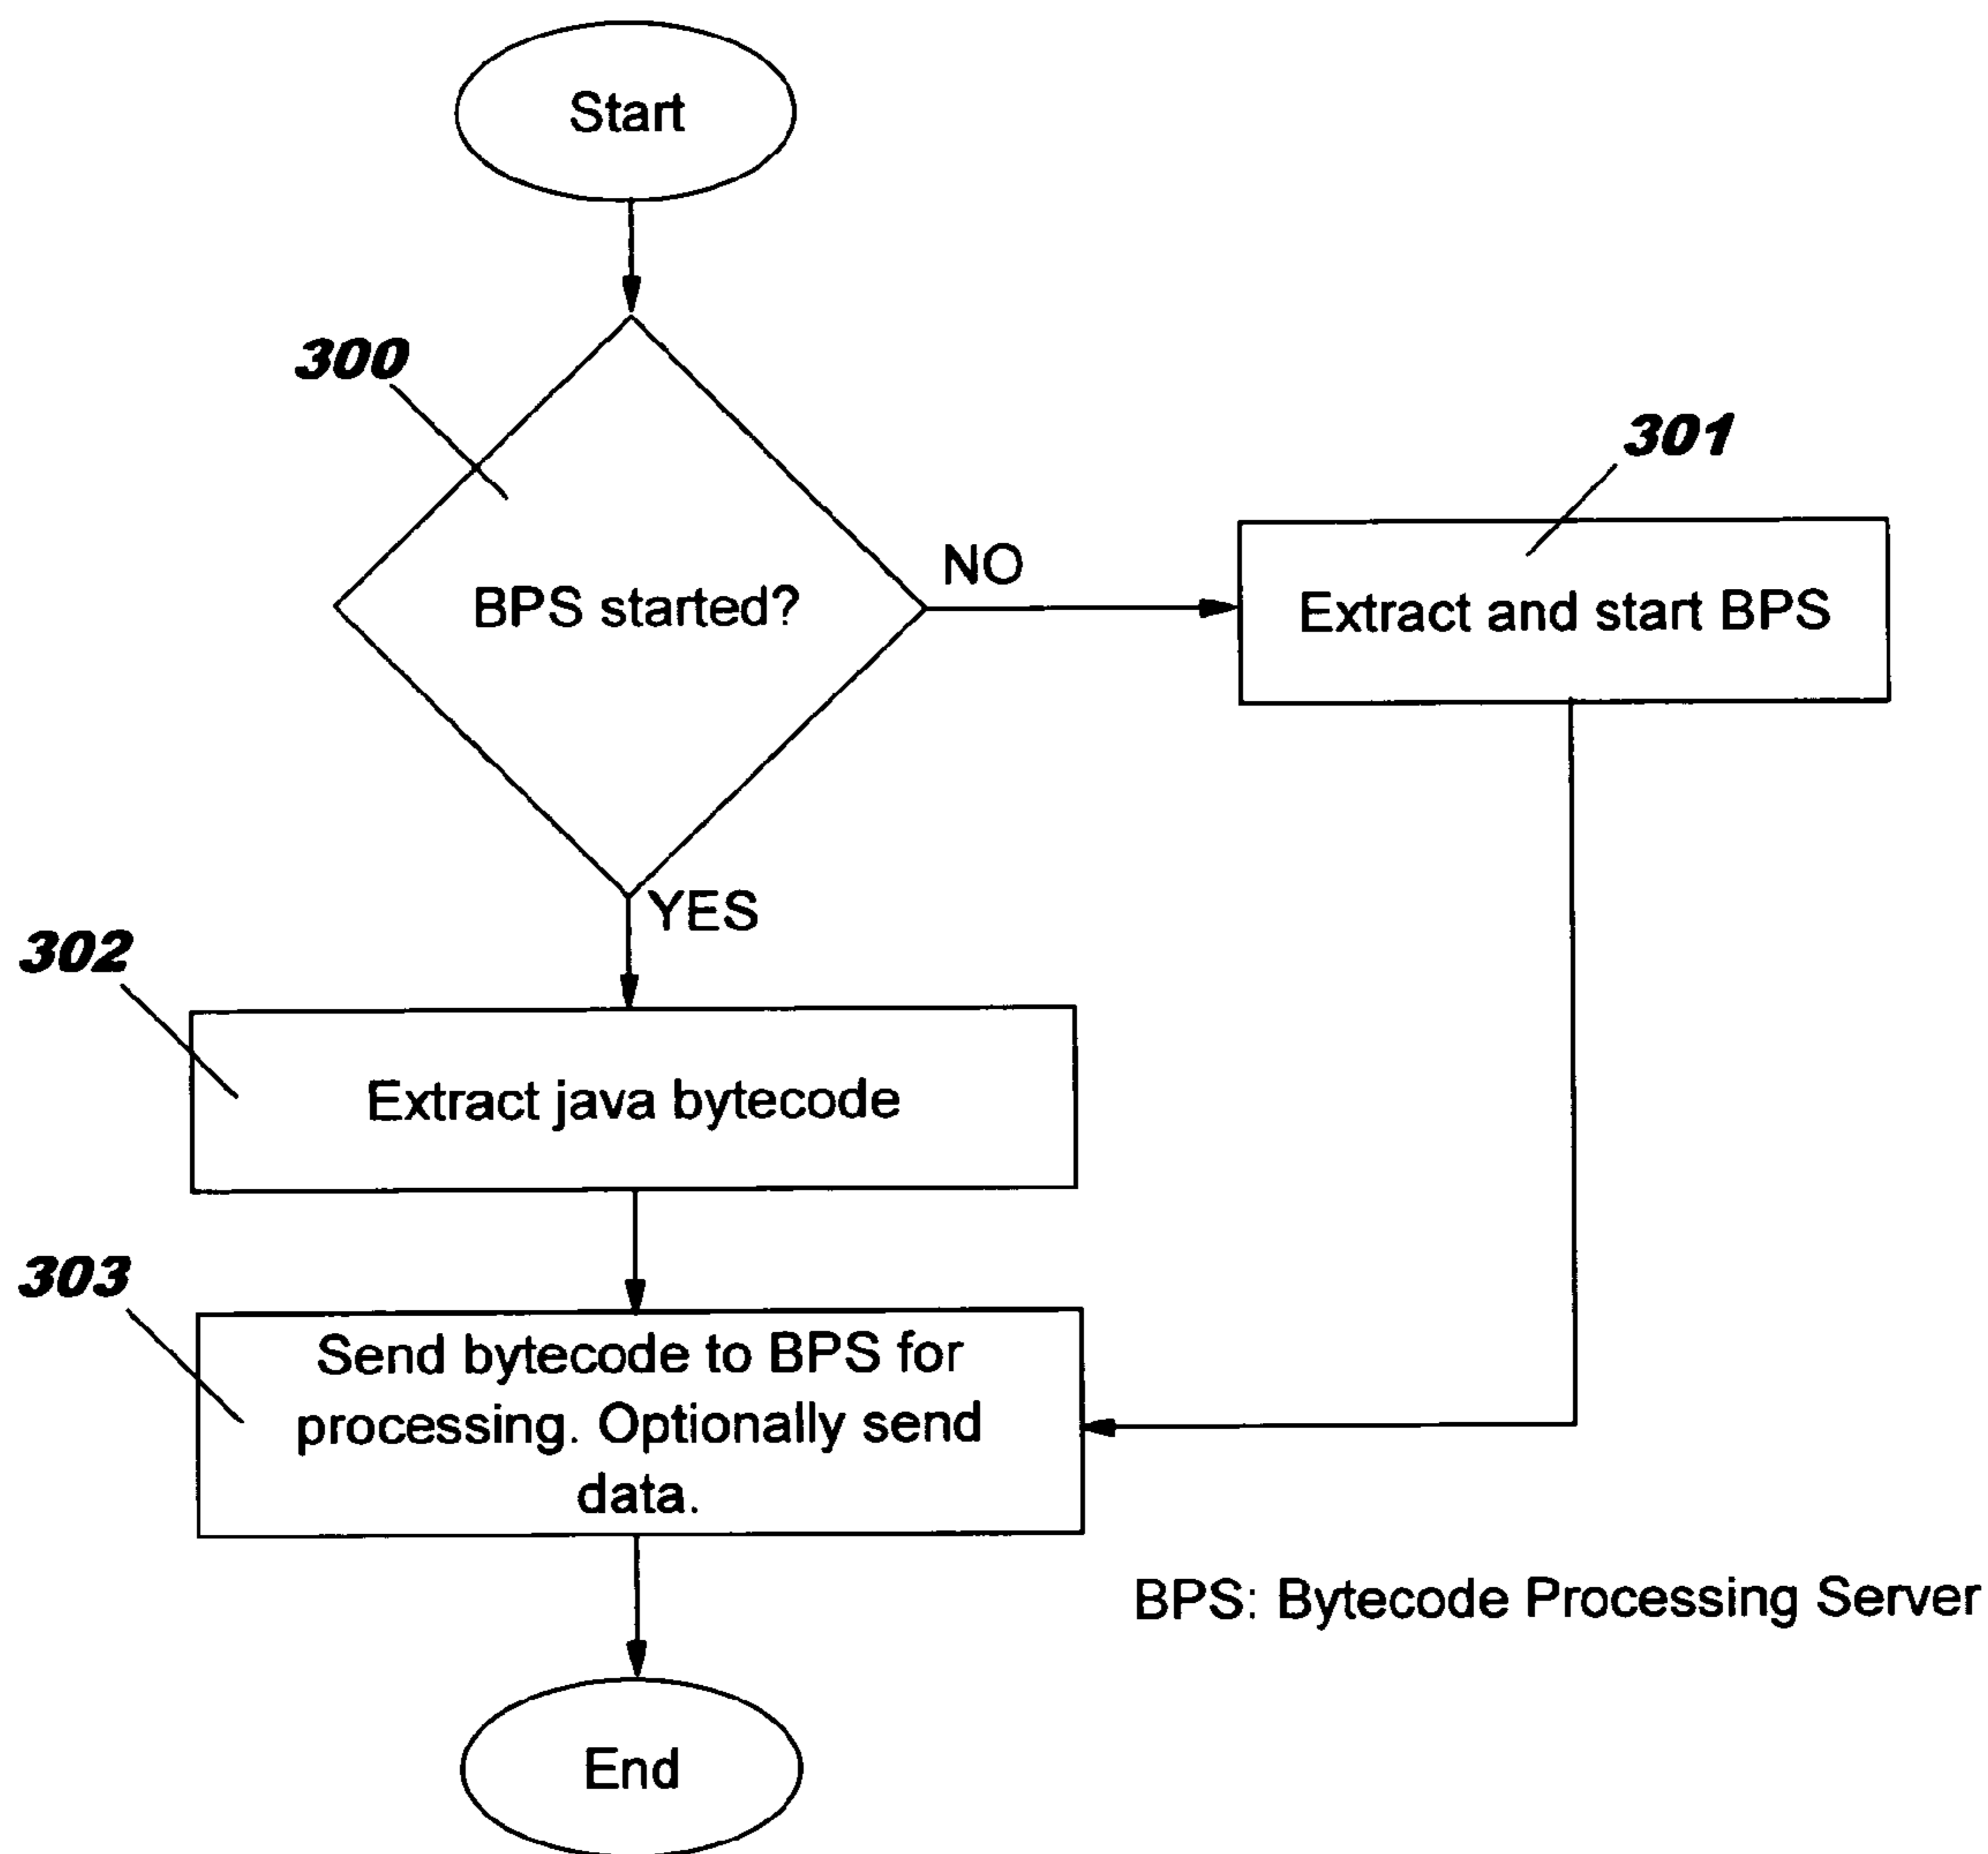 Start
300
BPS started?
NO
301
Extract and start BPS
YES
302
Extract java bytecode
303
Send bytecode to BPS for
processing. Optionally send
data.
BPS: Bytecode Processing Server
End